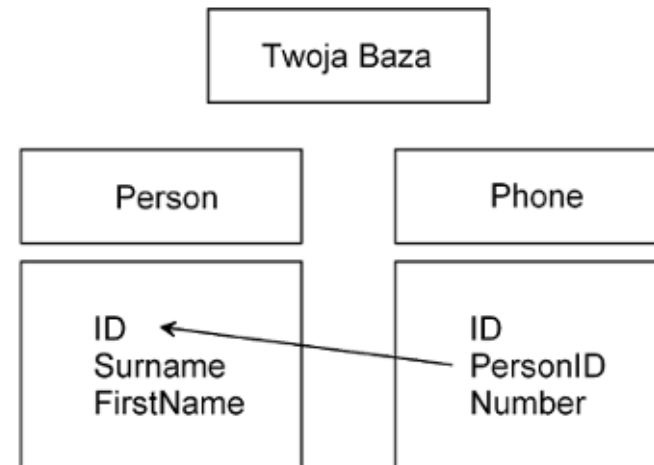 Twoja Baza
Person
Phone
ID
Surname
FirstName
ID
PersonID
Number